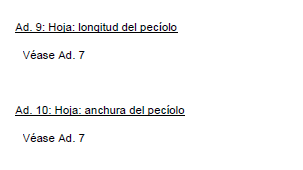 Ad. 9: Hoja: longitud del pecíolo
Véase Ad. 7
Ad. 10: Hoja: anchura del pecíolo
Véase Ad. 7